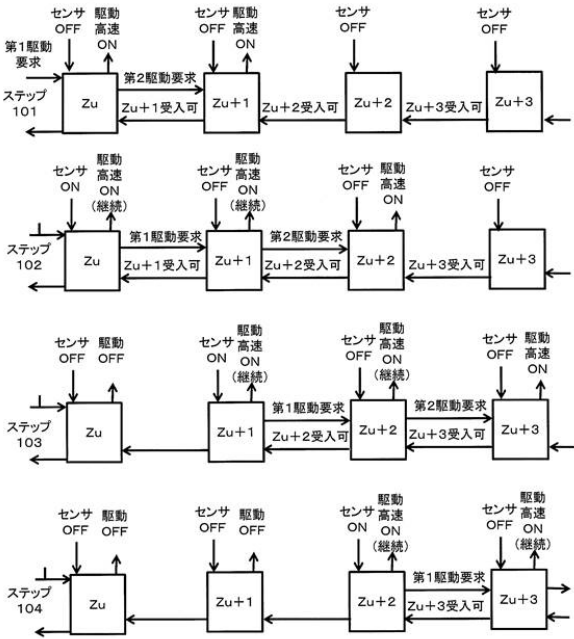 センサ OFF
駆動 高速 ON
センサ OFF
駆動 高速 ON
センサ OFF
センサ OFF
第1駆動要求
ステップ 101
Zu
第2駆動要求
Zu+1受入可
Zu+1
Zu+2受入可
Zu+2
Zu+3受入可
Zu+3
センサ ON
駆動 高速 ON (継続)
センサ OFF
駆動 高速 ON (継続)
センサ OFF
駆動 高速 ON
センサ OFF
ステップ 102
Zu
第1駆動要求
Zu+1受入可
Zu+1
第2駆動要求
Zu+2受入可
Zu+2
Zu+3受入可
Zu+3
センサ OFF
駆動 OFF
センサ ON
駆動 高速 ON (継続)
センサ OFF
駆動 高速 ON (継続)
センサ OFF
駆動 高速 ON
ステップ 103
Zu
Zu+1
第1駆動要求
Zu+2受入可
Zu+2
第2駆動要求
Zu+3受入可
Zu+3
センサ OFF
駆動 OFF
センサ OFF
駆動 OFF
センサ ON
駆動 高速 ON (継続)
センサ OFF
駆動 高速 ON (継続)
ステップ 104
Zu
Zu+1
Zu+2
第1駆動要求
Zu+3受入可
Zu+3